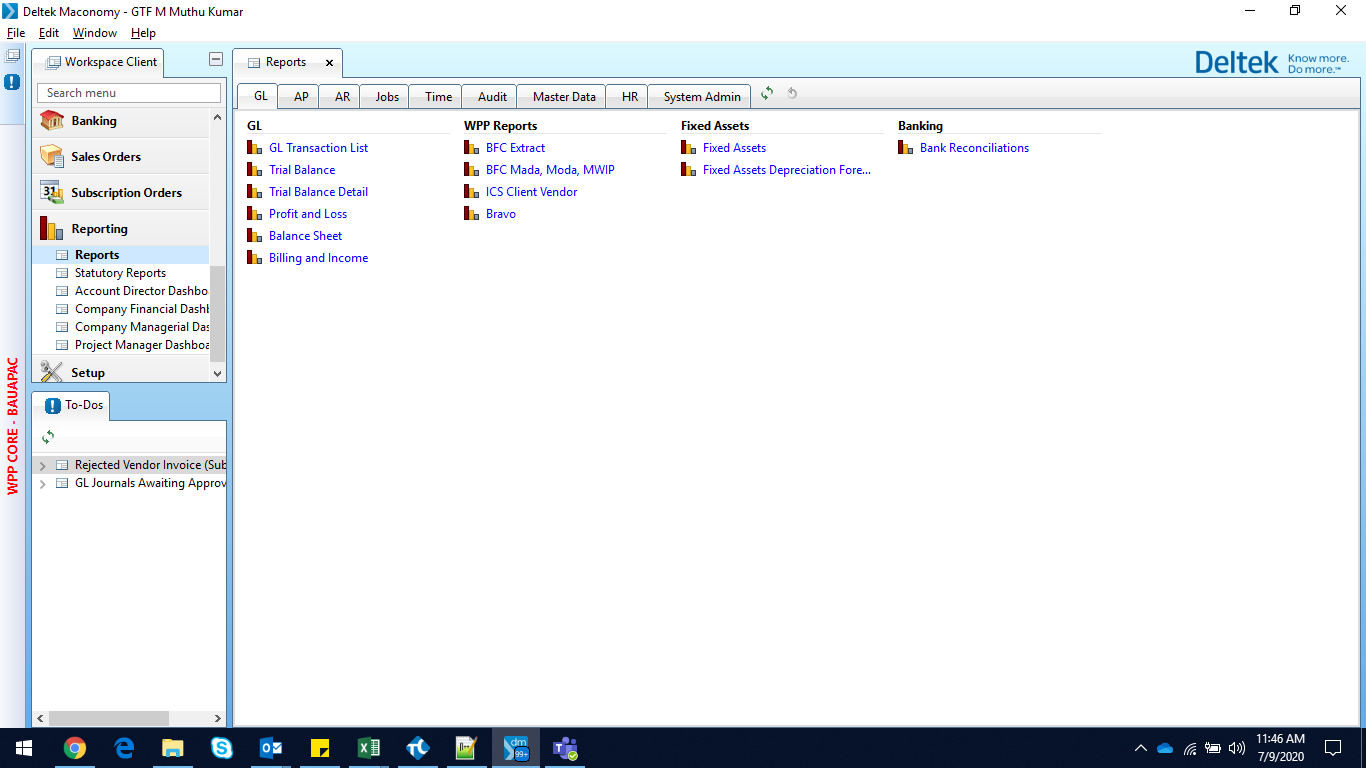 Deltek Maconomy - GTF M Muthu Kumar
File Edit Window Help
Workspace Client
Reports
Deltek Know more. Do more.™
Search menu
GL AP AR Jobs Time Audit Master Data HR System Admin
Banking
Sales Orders
31 Subscription Orders
Reporting
Reports
Statutory Reports
Account Director Dashbo
Company Financial Dashb
Company Managerial Das
Project Manager Dashboa
Setup
GL
GL Transaction List
Trial Balance
Trial Balance Detail
Profit and Loss
Balance Sheet
Billing and Income
WPP Reports
BFC Extract
BFC Mada, Moda, MWIP
ICS Client Vendor
Bravo
Fixed Assets
Fixed Assets
Fixed Assets Depreciation Fore...
Banking
Bank Reconciliations
To-Dos
Rejected Vendor Invoice (Sub
GL Journals Awaiting Approv
WPP CORE - BAUAPAC
dm
99+
11:46 AM
7/9/2020